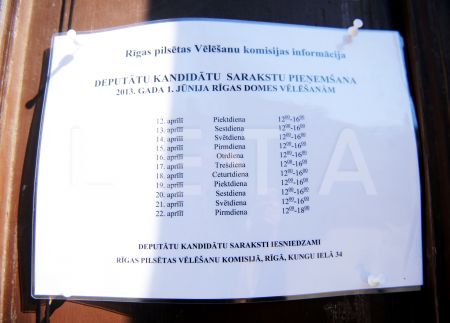 Rīgas pilsētas Vēlēšanu komisijas informācija
DEPUTĀTU KANDIDĀTU SARAKSTU PIEŅEMŠANA
2013. GADA 1. JŪNIJA RĪGAS DOMES VĒLĒŠANĀM
12. aprīlī Piektdiena 12⁰⁰-16⁰⁰
13. aprīlī Sestdiena 12⁰⁰-16⁰⁰
14. aprīlī Svētdiena 12⁰⁰-16⁰⁰
15. aprīlī Pirmdiena 12⁰⁰-16⁰⁰
16. aprīlī Otrdiena 12⁰⁰-16⁰⁰
17. aprīlī Trešdiena 12⁰⁰-16⁰⁰
18. aprīlī Ceturtdiena 12⁰⁰-16⁰⁰
19. aprīlī Piektdiena 12⁰⁰-16⁰⁰
20. aprīlī Sestdiena 12⁰⁰-16⁰⁰
21. aprīlī Svētdiena 12⁰⁰-16⁰⁰
22. aprīlī Pirmdiena 12⁰⁰-18⁰⁰
LETA
DEPUTĀTU KANDIDĀTU SARAKSTI IESNIEDZAMI
RĪGAS PILSĒTAS VĒLĒŠANU KOMISIJĀ, RĪGĀ, KUNGU IELĀ 34